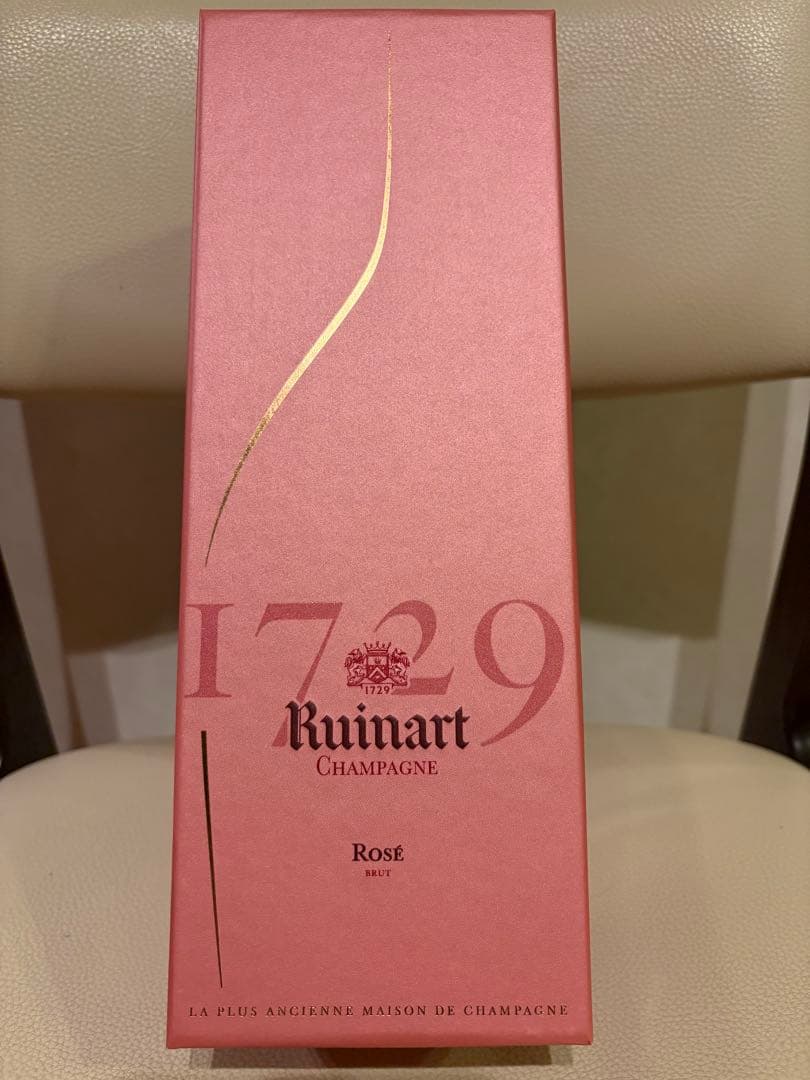 1729
1729
Ruinart
CHAMPAGNE
ROSÉ
BRUT
LA PLUS ANCIENNE MAISON DE CHAMPAGNE